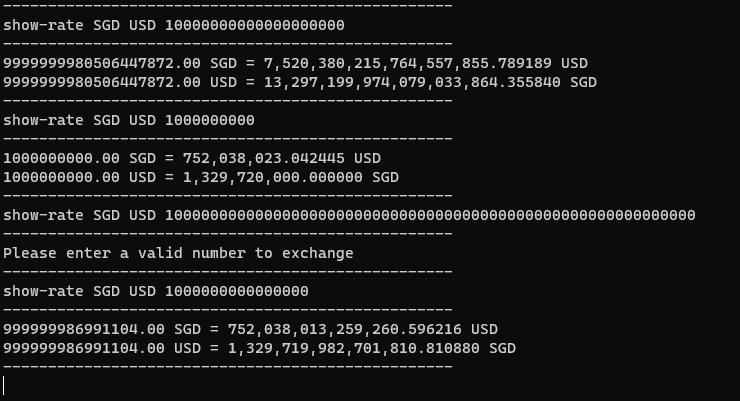 --------------------------------------------------
show-rate SGD USD 10000000000000000000
--------------------------------------------------
9999999980506447872.00 SGD = 7,520,380,215,764,557,855.789189 USD
9999999980506447872.00 USD = 13,297,199,974,079,033,864.355840 SGD
--------------------------------------------------
show-rate SGD USD 1000000000
--------------------------------------------------
1000000000.00 SGD = 752,038,023.042445 USD
1000000000.00 USD = 1,329,720,000.000000 SGD
--------------------------------------------------
show-rate SGD USD 10000000000000000000000000000000000000000000000000000000000
--------------------------------------------------
Please enter a valid number to exchange
--------------------------------------------------
show-rate SGD USD 1000000000000000
--------------------------------------------------
999999986991104.00 SGD = 752,038,013,259,260.596216 USD
999999986991104.00 USD = 1,329,719,982,701,810.810880 SGD
--------------------------------------------------